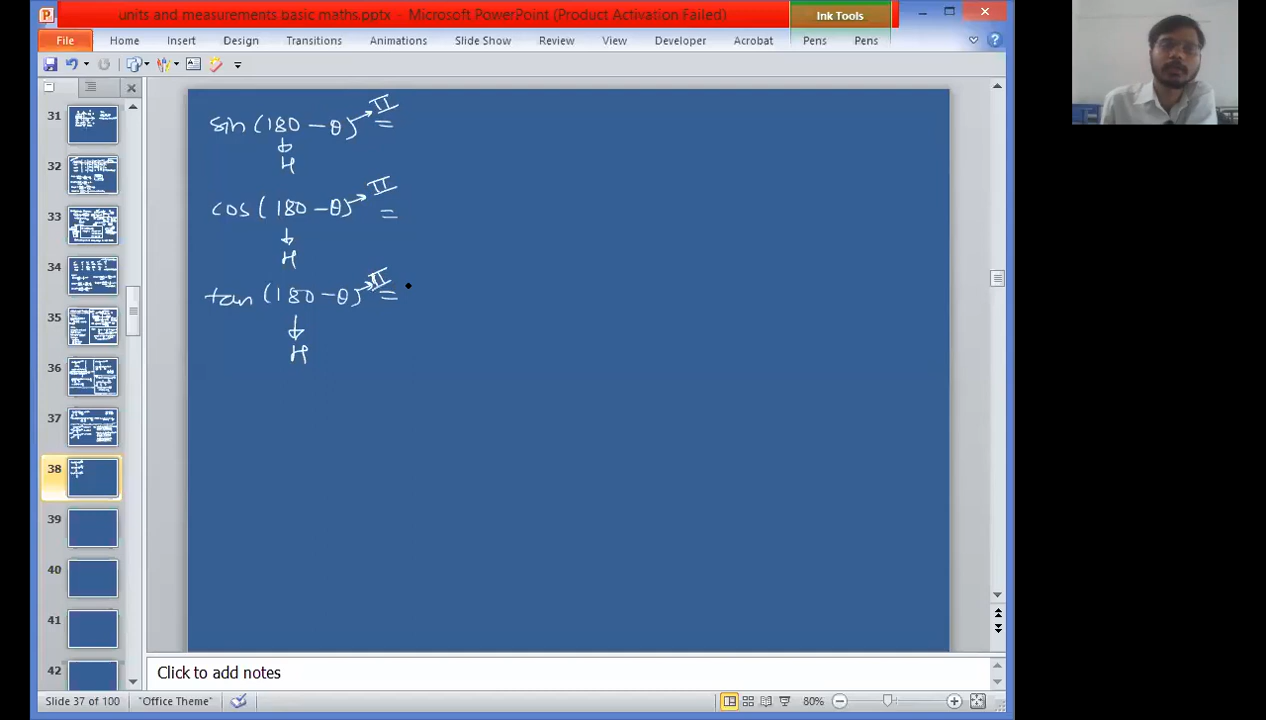 units and measurements basic maths.pptx - Microsoft PowerPoint (Product Activation Failed)
Ink Tools
File Home Insert Design Transitions Animations Slide Show Review View Developer Acrobat Pens Pens
31
32
33
34
35
36
37
38
39
40
41
42
sin (180 – θ) → II =
↓
H
cos (180 – θ) → II =
↓
H
tan (180 – θ) → II =
↓
H
Click to add notes
Slide 37 of 100 "Office Theme" 80%